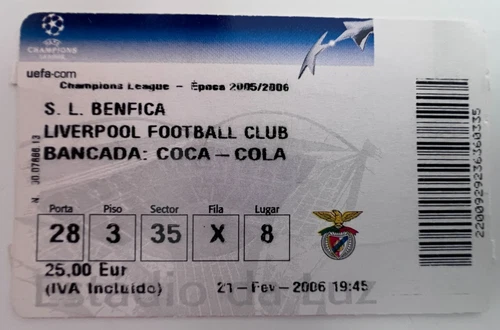 CHAMPIONS
LEAGUE
uefa.com
Champions League - Época 2005/2006
S. L. BENFICA
LIVERPOOL FOOTBALL CLUB
BANCADA: COCA-COLA
Porta Piso Sector Fila Lugar
28 3 35 X 8
25.00 Eur
(IVA Incluído)
21-Fev-2006 19:45
Estádio da Luz
2200929236360335